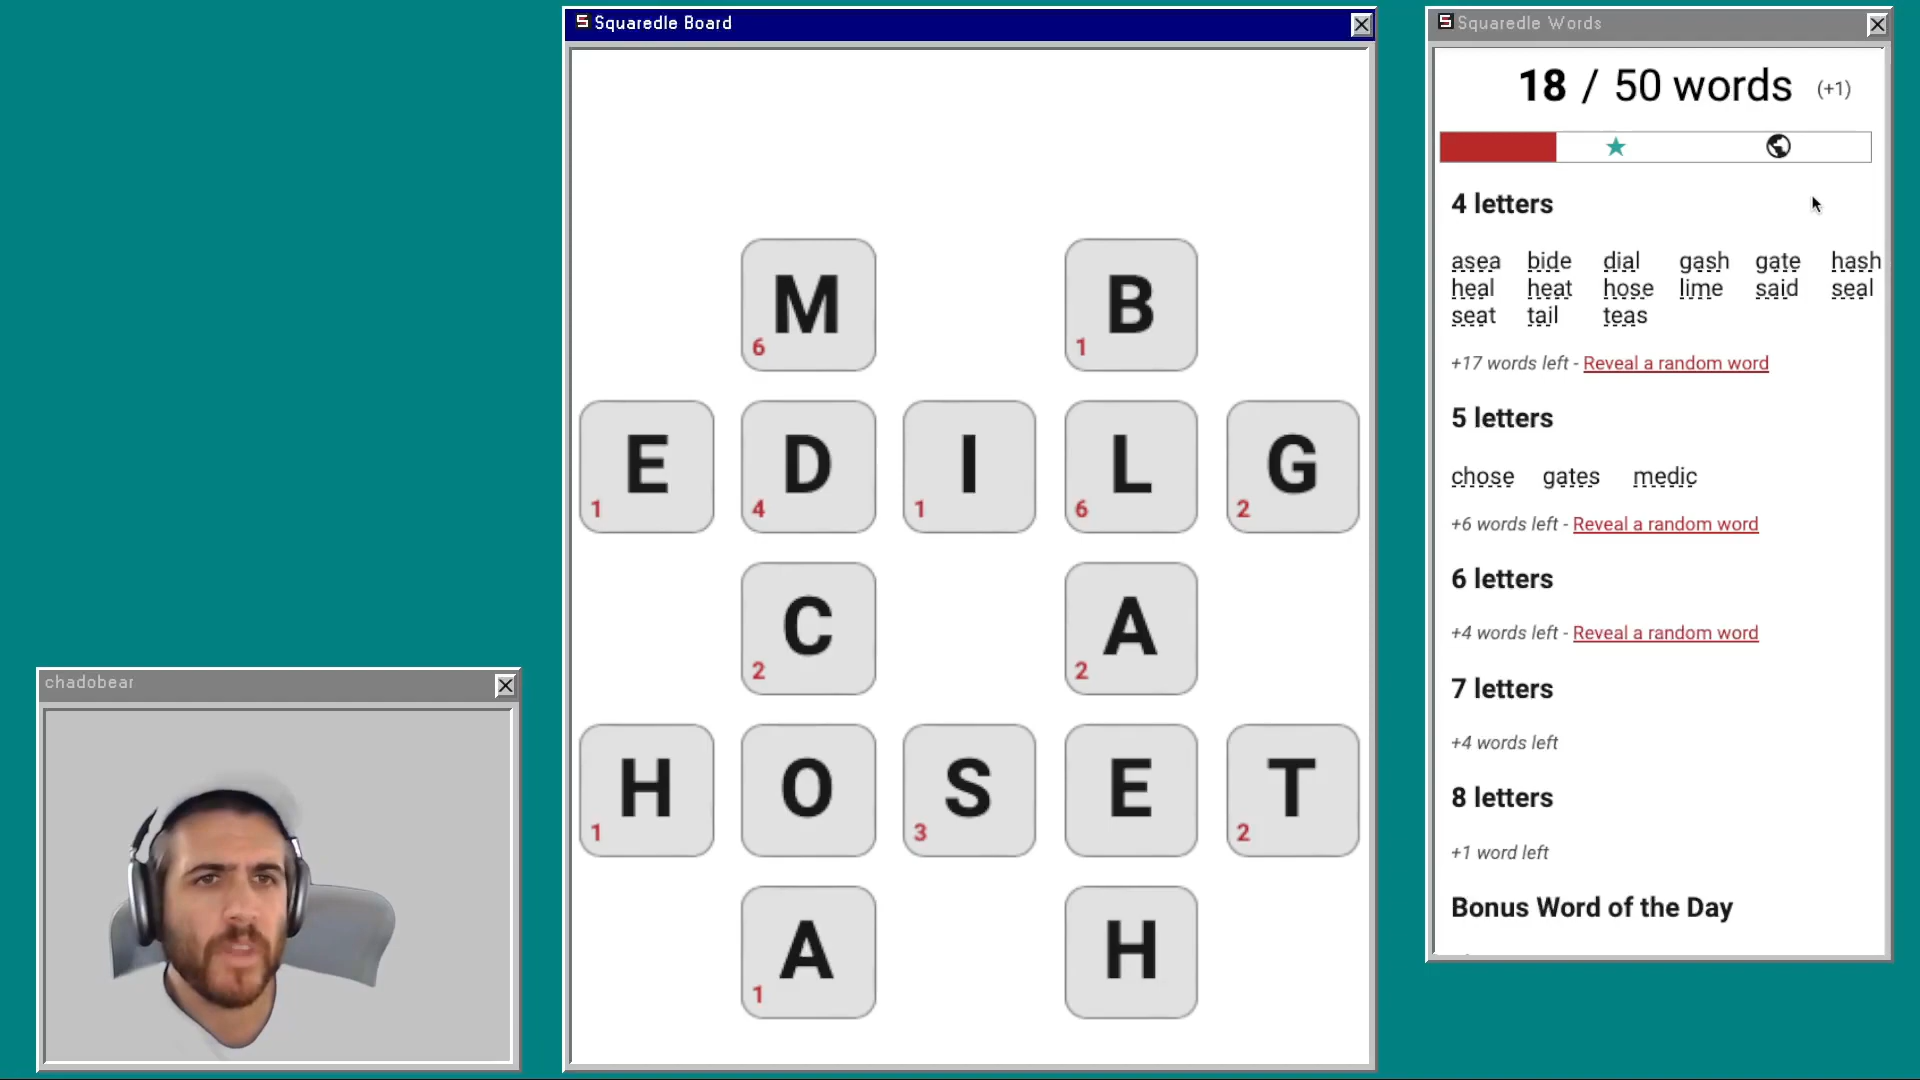 S Squaredle Board
S Squaredle Words
18 / 50 words (+1)
4 letters
asea bide dial gash gate hash
heal heat hose lime said seal
seat tail teas
+17 words left - Reveal a random word
5 letters
chose gates medic
+6 words left - Reveal a random word
6 letters
+4 words left - Reveal a random word
7 letters
+4 words left
8 letters
+1 word left
Bonus Word of the Day
M 6 B 1
E 1 D 4 I 1 L 6 G 2
C 2 A 2
H 1 O S 3 E T 2
A 1 H
chadobear